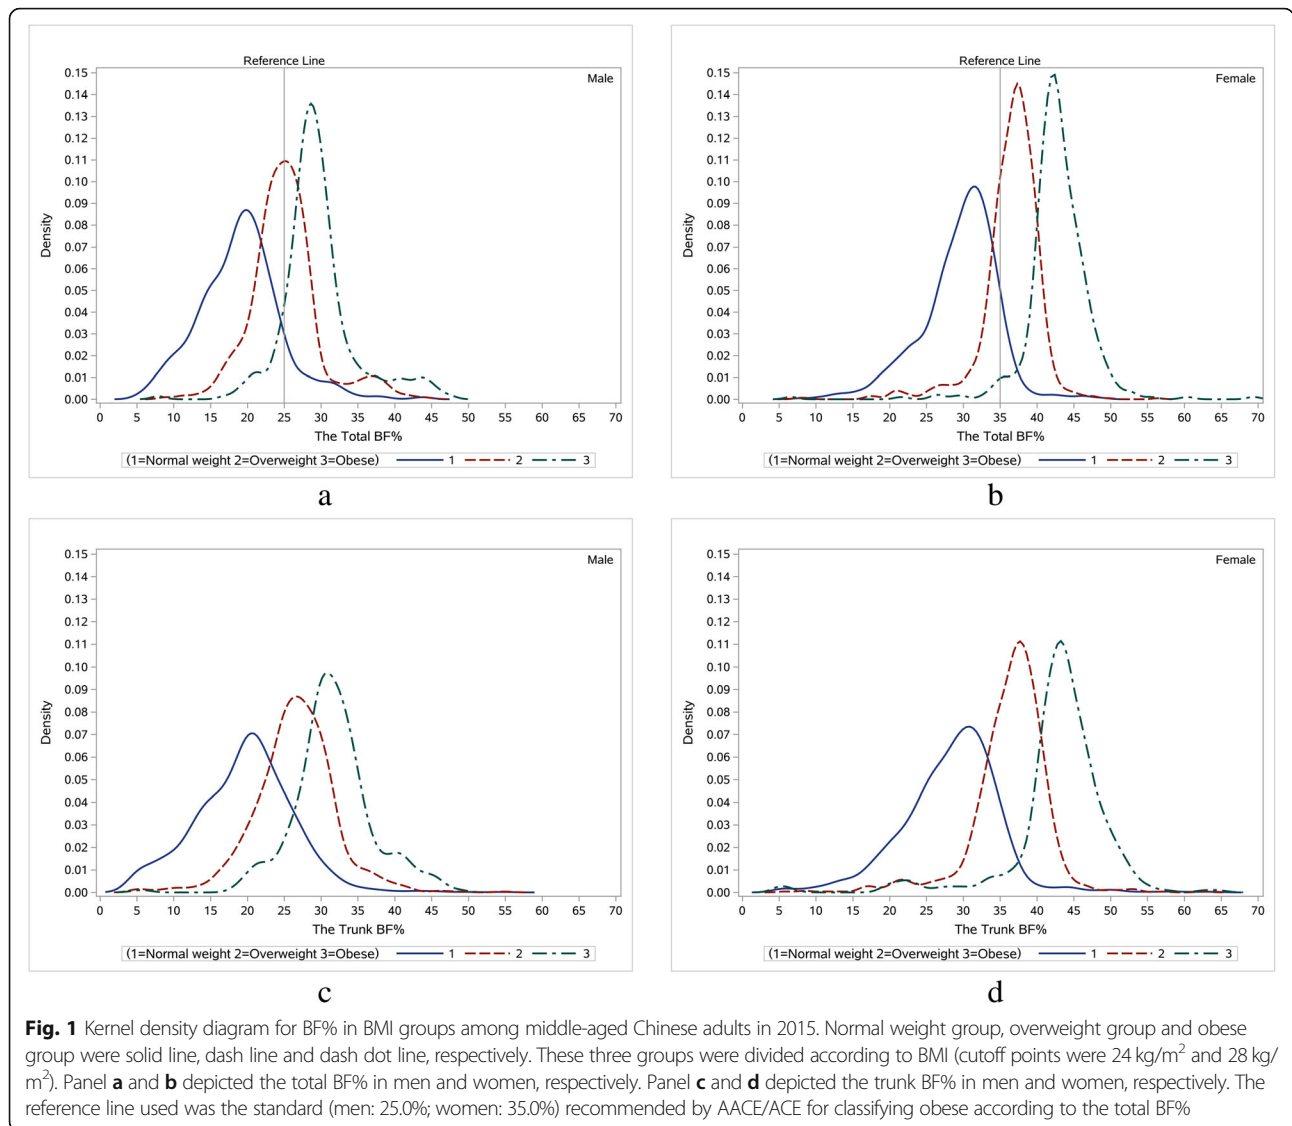 Reference Line
Male
0.15
0.14
0.13
0.12
0.11
0.10
0.09
0.08
0.07
0.06
0.05
0.04
0.03
0.02
0.01
0.00
Density
0 5 10 15 20 25 30 35 40 45 50 55 60 65 70
The Total BF%
(1=Normal weight 2=Overweight 3=Obese) 1 2 3
a
Reference Line
Female
0.15
0.14
0.13
0.12
0.11
0.10
0.09
0.08
0.07
0.06
0.05
0.04
0.03
0.02
0.01
0.00
Density
0 5 10 15 20 25 30 35 40 45 50 55 60 65 70
The Total BF%
(1=Normal weight 2=Overweight 3=Obese) 1 2 3
b
Male
0.15
0.14
0.13
0.12
0.11
0.10
0.09
0.08
0.07
0.06
0.05
0.04
0.03
0.02
0.01
0.00
Density
0 5 10 15 20 25 30 35 40 45 50 55 60 65 70
The Trunk BF%
(1=Normal weight 2=Overweight 3=Obese) 1 2 3
c
Female
0.15
0.14
0.13
0.12
0.11
0.10
0.09
0.08
0.07
0.06
0.05
0.04
0.03
0.02
0.01
0.00
Density
0 5 10 15 20 25 30 35 40 45 50 55 60 65 70
The Trunk BF%
(1=Normal weight 2=Overweight 3=Obese) 1 2 3
d
Fig. 1 Kernel density diagram for BF% in BMI groups among middle-aged Chinese adults in 2015. Normal weight group, overweight group and obese
group were solid line, dash line and dash dot line, respectively. These three groups were divided according to BMI (cutoff points were 24 kg/m² and 28 kg/
m²). Panel a and b depicted the total BF% in men and women, respectively. Panel c and d depicted the trunk BF% in men and women, respectively. The
reference line used was the standard (men: 25.0%; women: 35.0%) recommended by AACE/ACE for classifying obese according to the total BF%